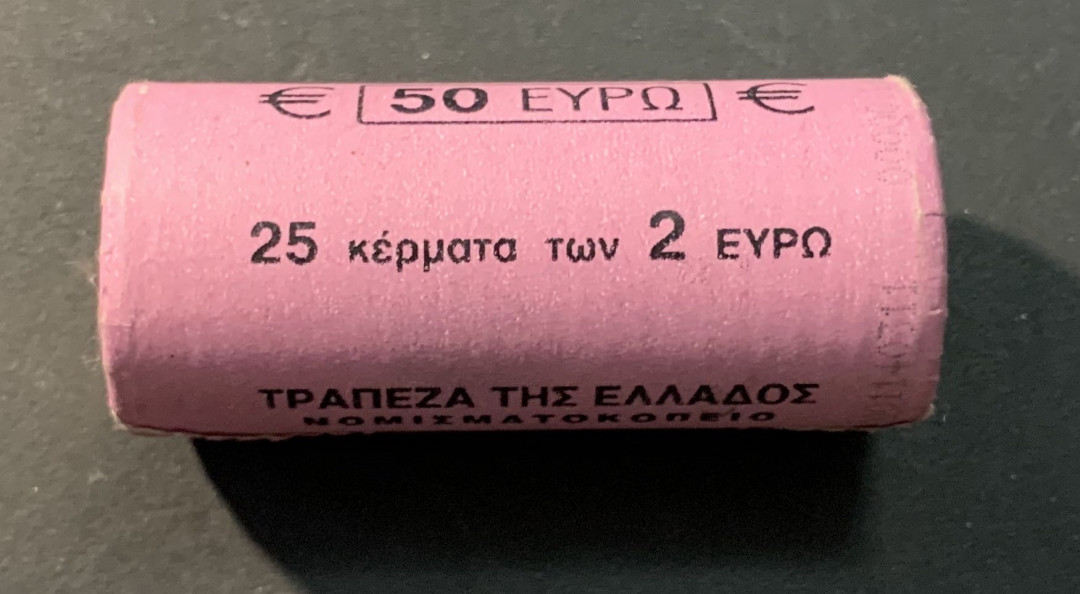 € 50 ΕΥΡΩ €
25 κέρματα των 2 ΕΥΡΩ
ΤΡΑΠΕΖΑ ΤΗΣ ΕΛΛΑΔΟΣ
ΝΟΜΙΣΜΑΤΟΚΟΠΕΙΟ